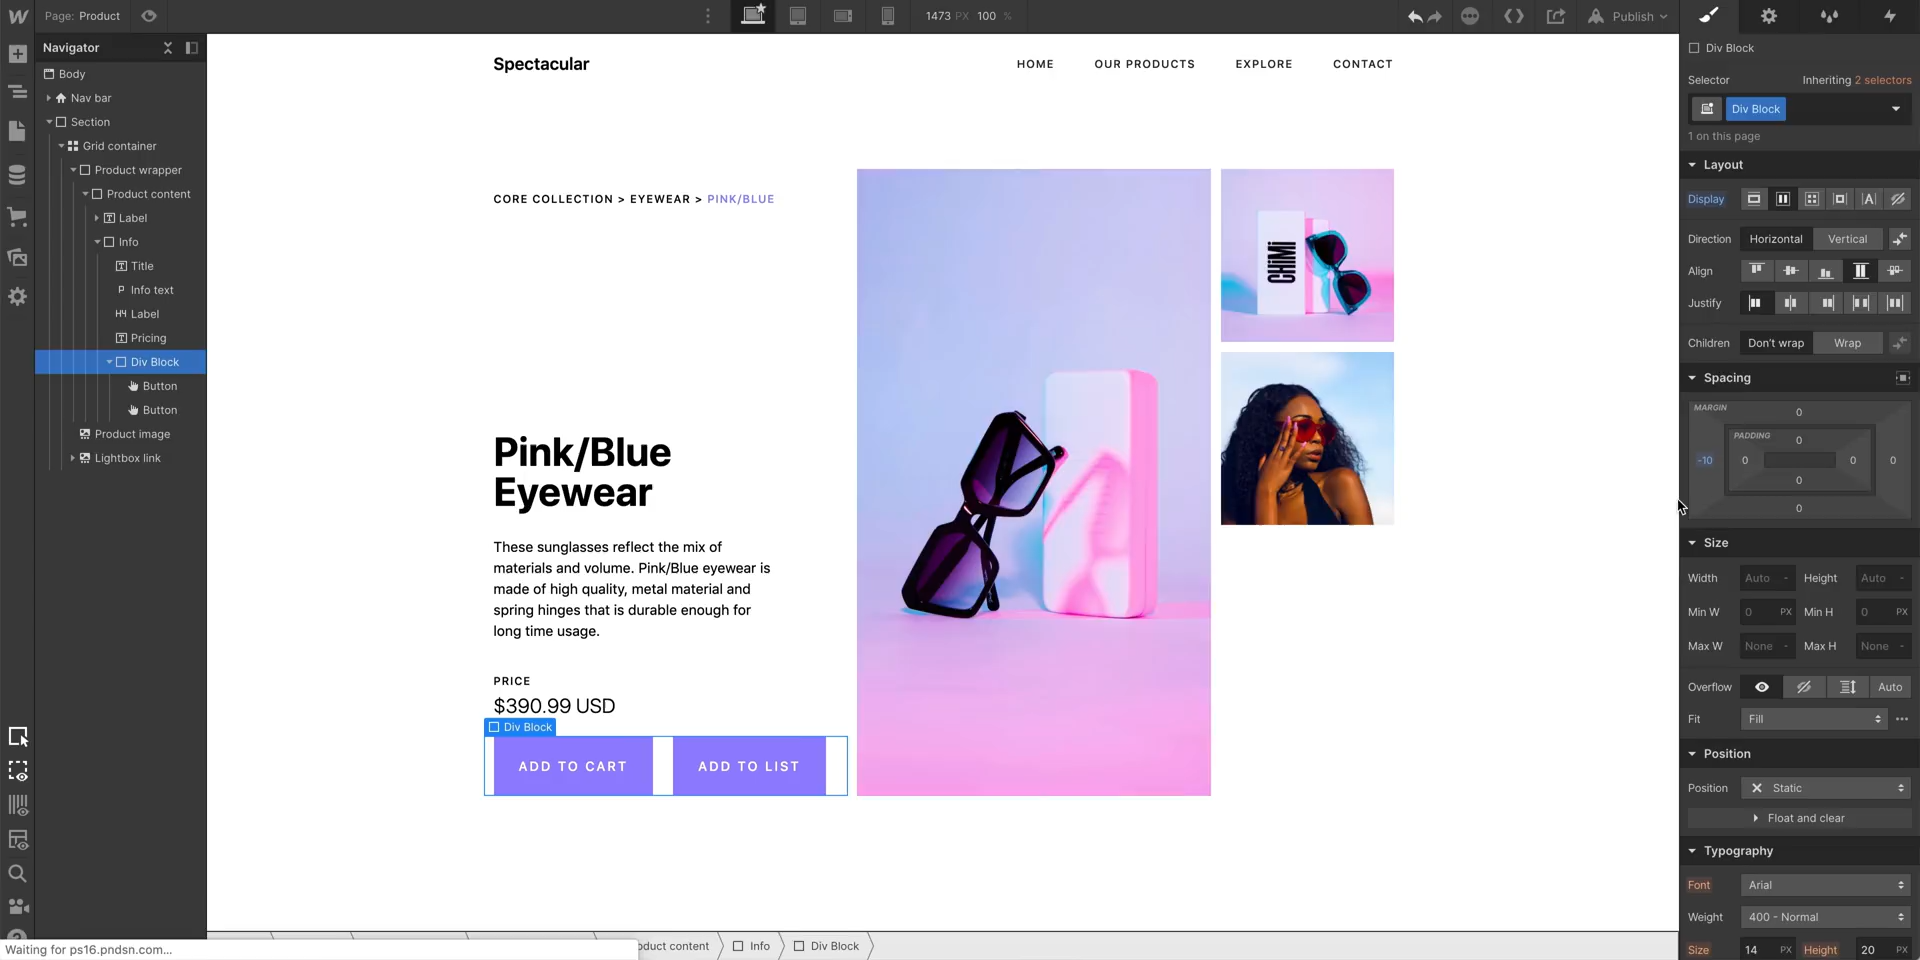 Page: Product
1473 PX 100 %
Publish
Navigator
Body
Nav bar
Section
Grid container
Product wrapper
Product content
Label
Info
Title
Info text
H4 Label
Pricing
Div Block
Button
Button
Product image
Lightbox link
Spectacular
HOME OUR PRODUCTS EXPLORE CONTACT
CORE COLLECTION > EYEWEAR > PINK/BLUE
CHiMi
Pink/Blue
Eyewear
These sunglasses reflect the mix of
materials and volume. Pink/Blue eyewear is
made of high quality, metal material and
spring hinges that is durable enough for
long time usage.
PRICE
$390.99 USD
Div Block
ADD TO CART ADD TO LIST
Waiting for ps16.pndsn.com...
oduct content Info Div Block
Div Block
Selector Inheriting 2 selectors
Div Block
1 on this page
Layout
Display
Direction Horizontal Vertical
Align
Justify
Children Don't wrap Wrap
Spacing
MARGIN
0
PADDING
0
-10 0 0 0
0
0
Size
Width Auto - Height Auto -
Min W 0 PX Min H 0 PX
Max W None - Max H None -
Overflow Auto
Fit Fill
Position
Position Static
Float and clear
Typography
Font Arial
Weight 400 - Normal
Size 14 PX Height 20 PX